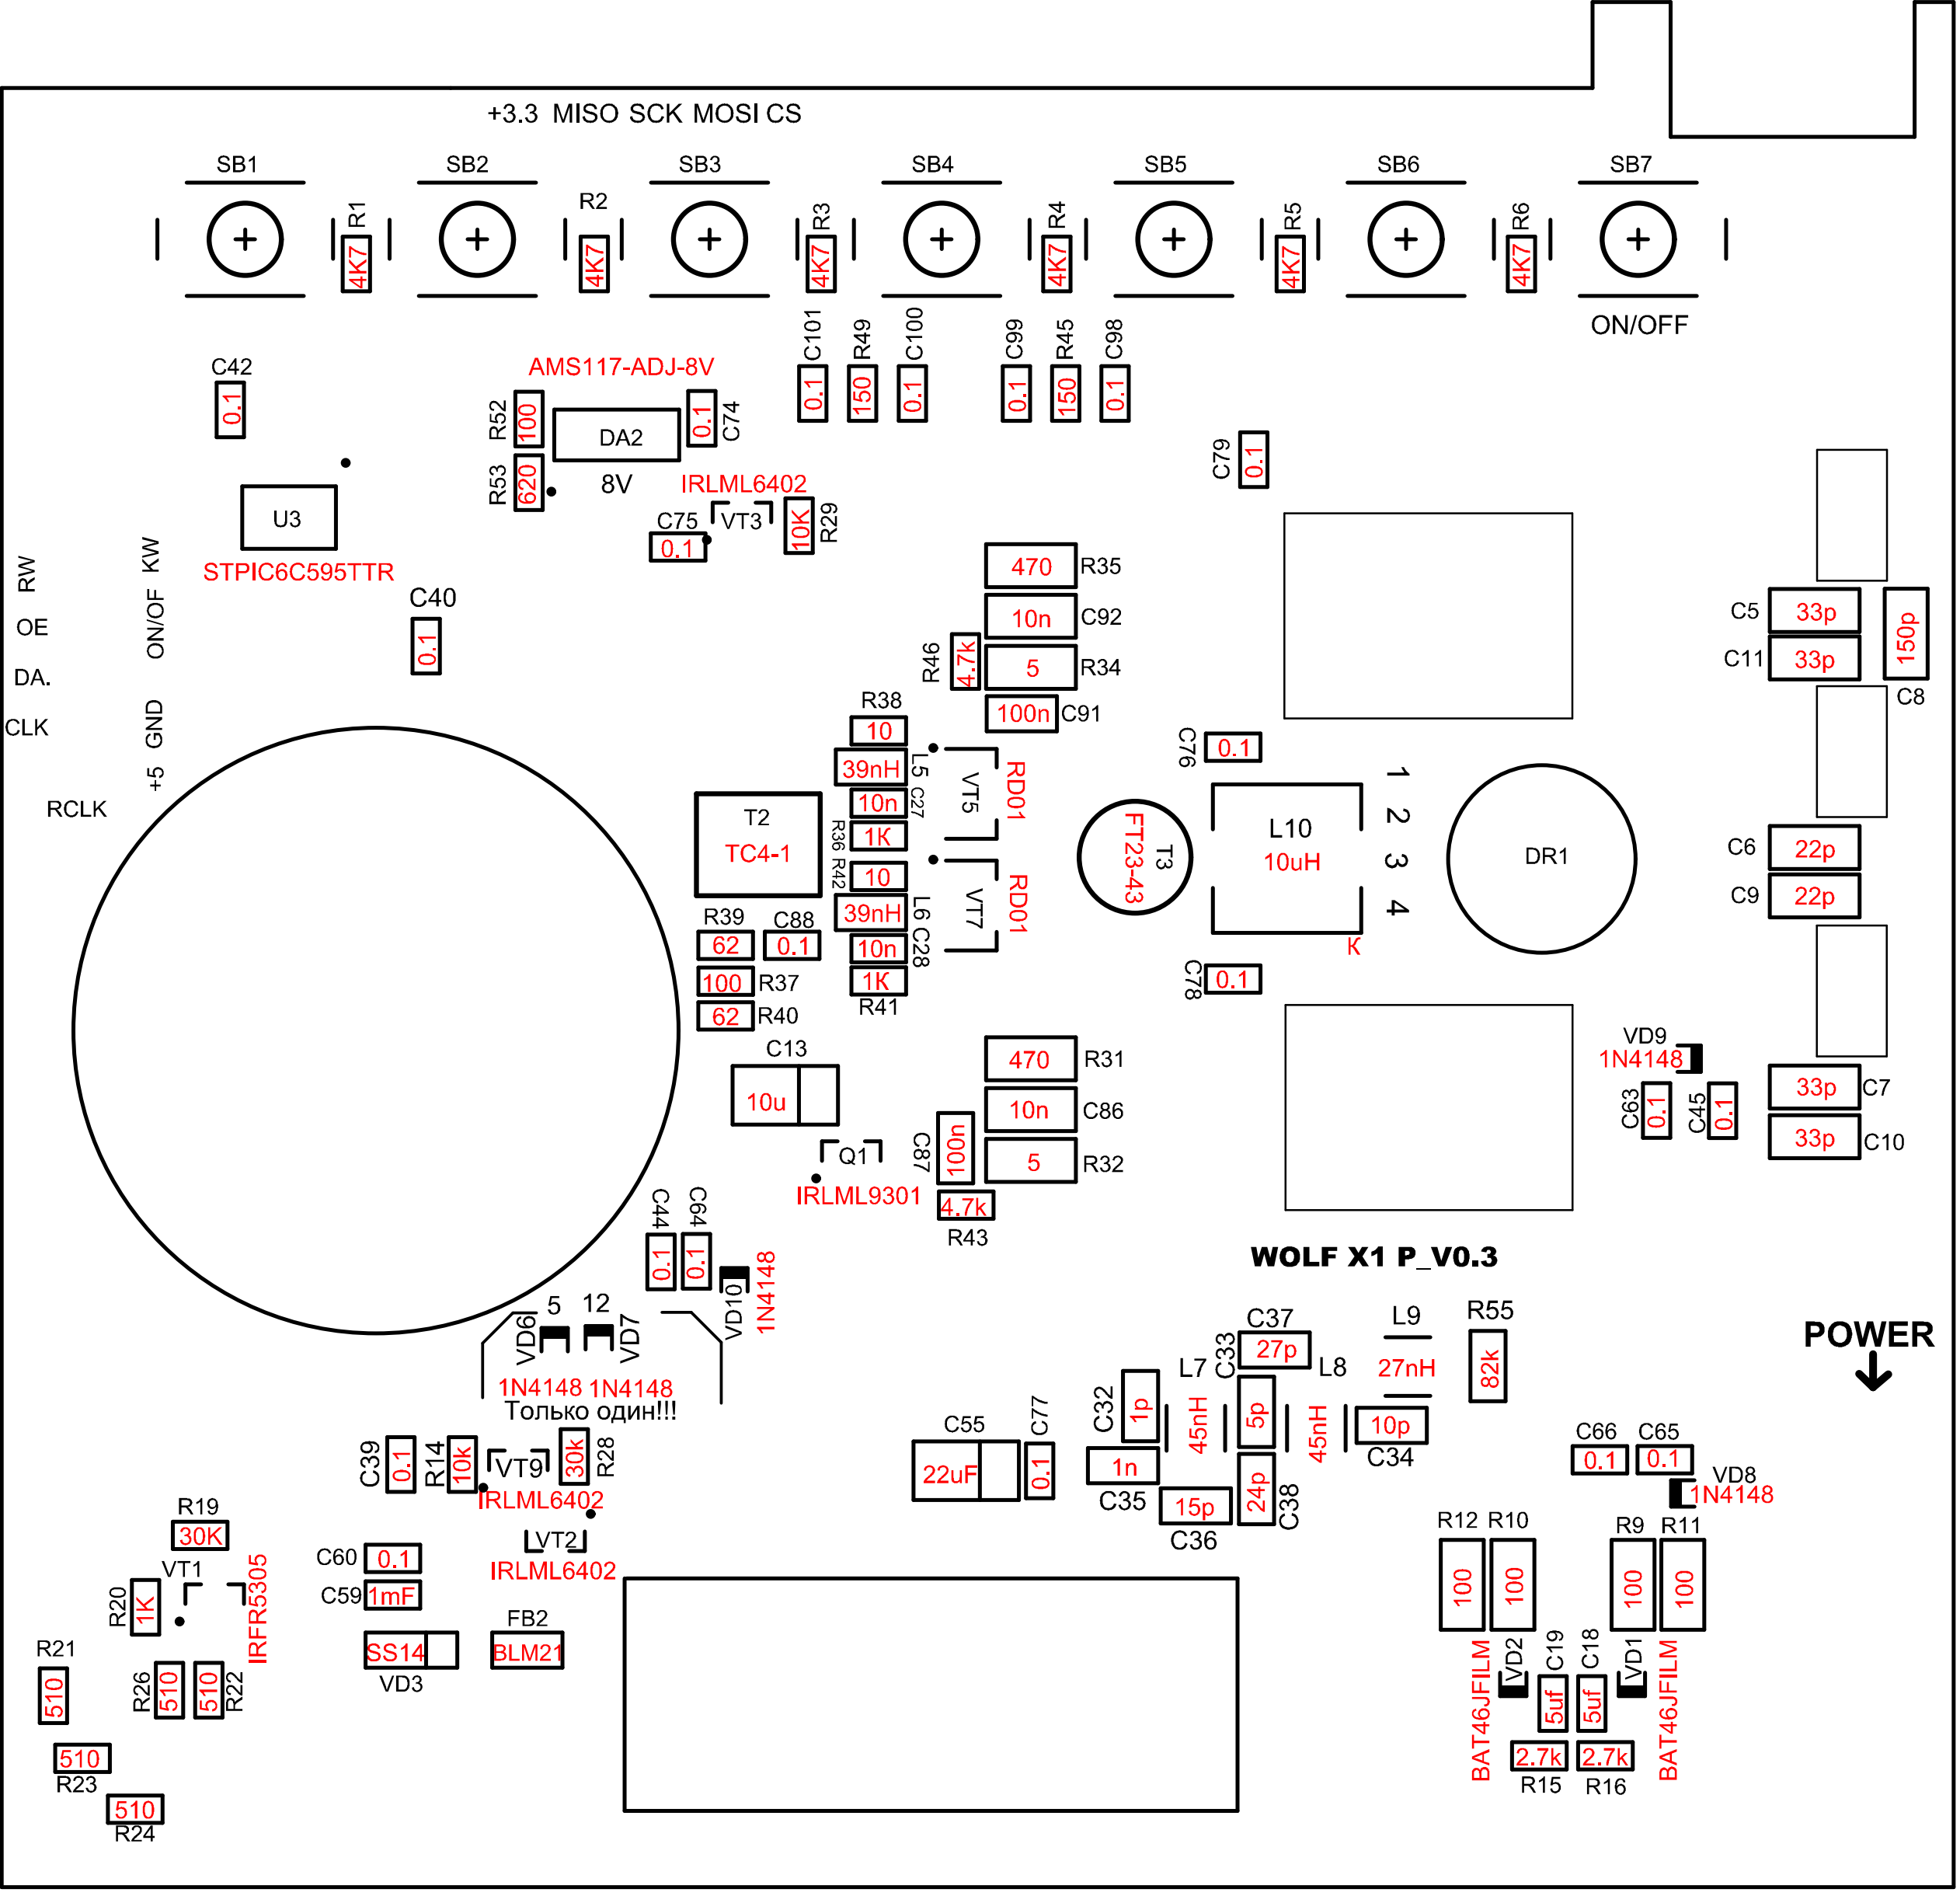 +3.3 MISO SCK MOSI CS
SB1
SB2
SB3
SB4
SB5
SB6
SB7
R1
4K7
R2
4K7
R3
4K7
R4
4K7
R5
4K7
R6
4K7
ON/OFF
C101
0.1
R49
150
C100
0.1
C99
0.1
R45
150
C98
0.1
C42
0.1
AMS117-ADJ-8V
R52
100
DA2
0.1
C74
R53
620
8V
IRLML6402
VT3
10K
R29
C75
0.1
C79
0.1
U3
STPIC6C595TTR
RW
OE
DA.
CLK
RCLK
KW
ON/OF
GND
+5
C40
0.1
470
R35
10n
C92
R46
4.7k
5
R34
100n
C91
C5
33p
C11
33p
150p
C8
R38
10
39nH
L5
10n
C27
R36
1K
VT5
RD01
T2
TC4-1
R42
10
39nH
L6
10n
C28
1K
R41
VT7
RD01
R39
62
C88
0.1
100
R37
62
R40
C76
0.1
T3
FT23-43
L10
10uH
K
1
2
3
4
DR1
C78
0.1
C6
22p
C9
22p
C13
10u
Q1
IRLML9301
470
R31
10n
C86
C87
100n
5
R32
4.7k
R43
VD9
1N4148
C63
0.1
C45
0.1
33p
C7
33p
C10
C44
0.1
C64
0.1
VD10
1N4148
WOLF X1 P_V0.3
POWER
5
12
VD6
VD7
1N4148
1N4148
Только один!!!
C37
27p
C33
5p
L7
45nH
L8
45nH
L9
27nH
R55
82k
C32
1p
10p
C34
1n
C35
15p
C36
24p
C38
C55
22uF
C77
0.1
C39
0.1
R14
10k
VT9
30k
R28
IRLML6402
VT2
IRLML6402
C66
0.1
C65
0.1
VD8
1N4148
R19
30K
VT1
R20
1K
IRFR5305
C60
0.1
C59
1mF
SS14
VD3
FB2
BLM21
R21
510
R26
510
510
R22
510
R23
510
R24
R12
100
R10
100
R9
100
R11
100
BAT46JFILM
VD2
C19
5uf
C18
5uf
VD1
BAT46JFILM
2.7k
R15
2.7k
R16